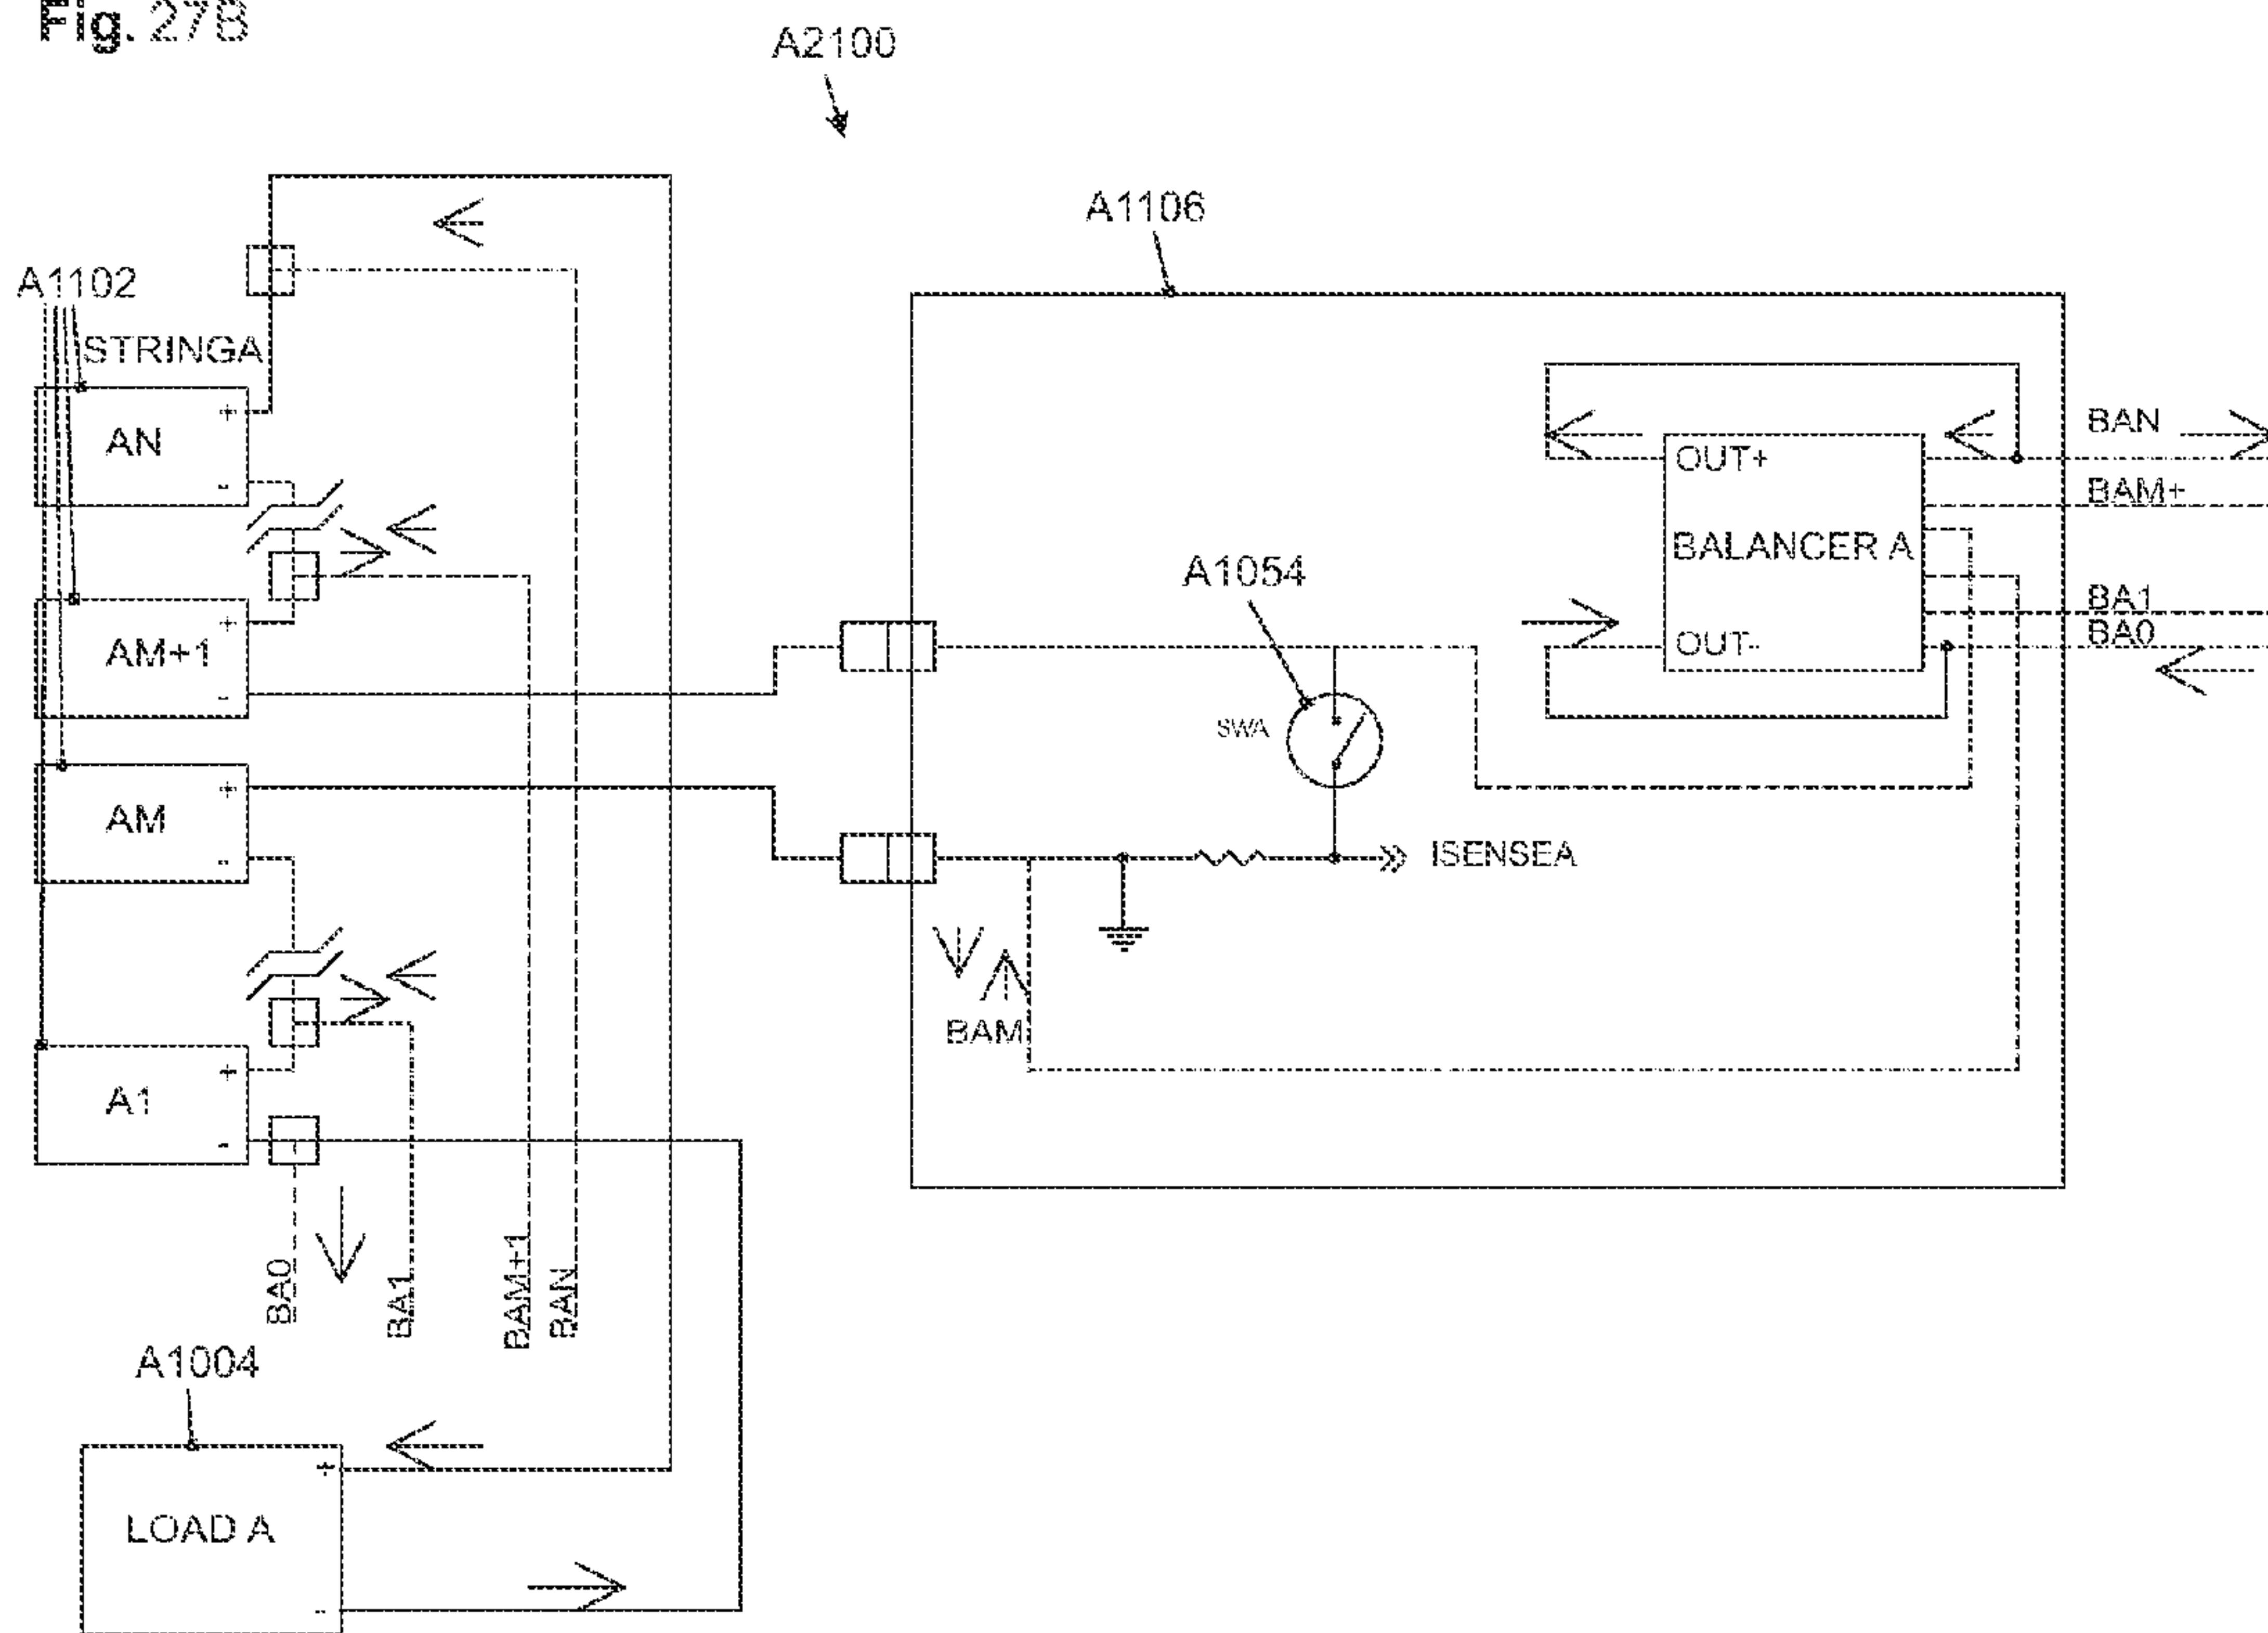 Fig. 27B
A2100
A1106
A1102
STRINGA
+
AN
-
+
AM+1
-
+
AM
-
+
A1
-
BA0
BA1
BAM+1
BAN
A1004
+
LOAD A
-
A1054
SWA
ISENSEA
BAM
OUT+
BALANCER A
OUT-
BAN
BAM+
BA1
BA0